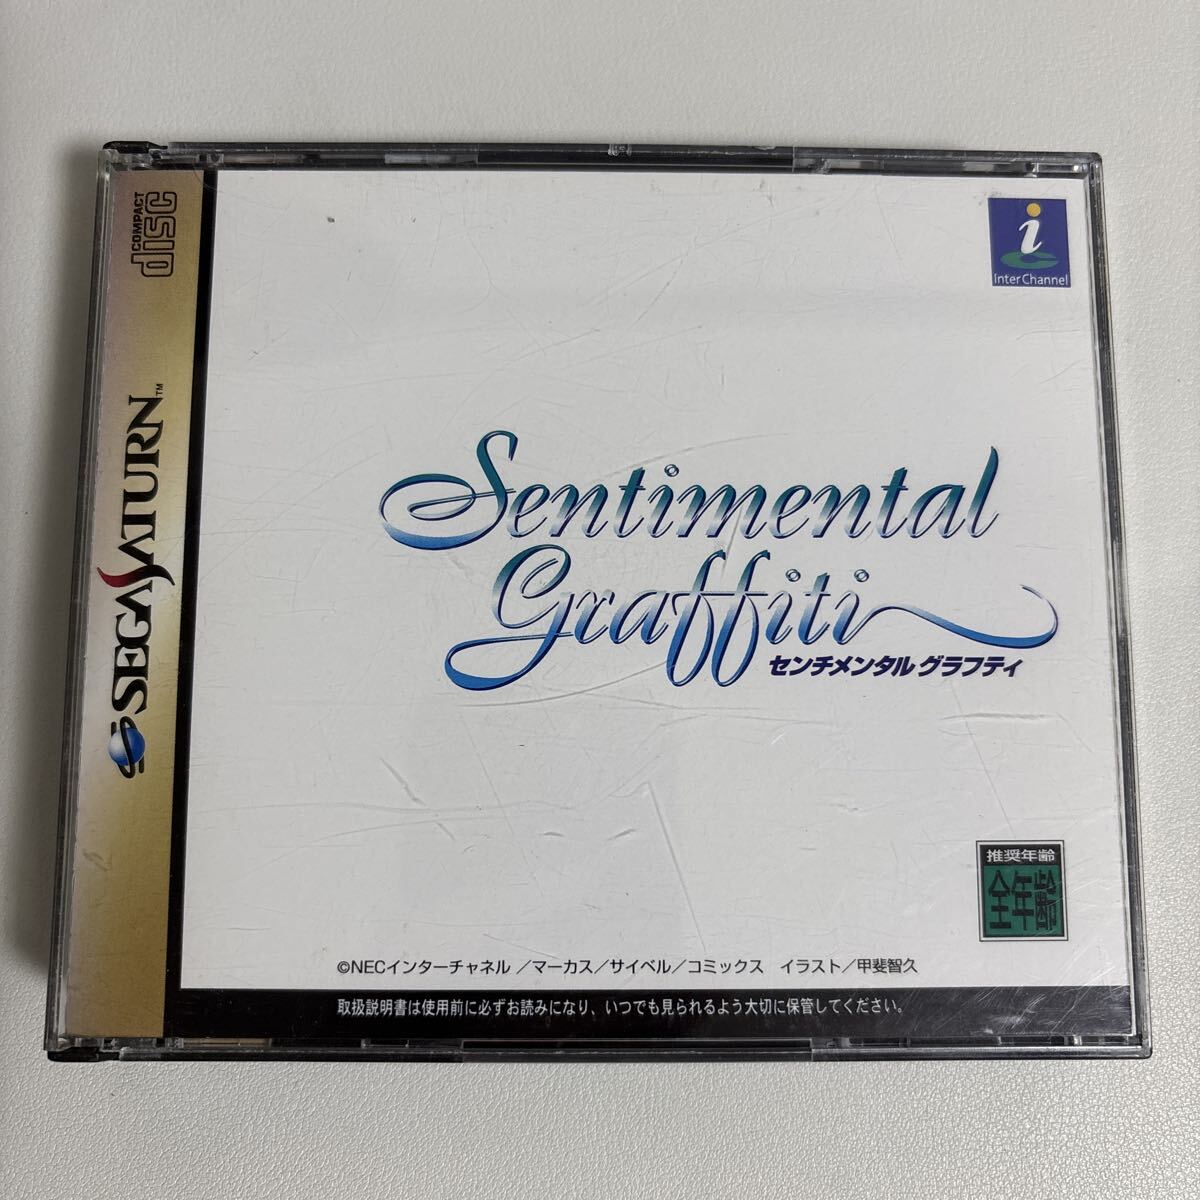 COMPACT
disc
SEGA SATURN™
i
InterChannel
Sentimental
Graffiti
センチメンタル グラフティ
推奨年齢
全年齢
©NECインターチャネル／マーカス／サイベル／コミックス　イラスト／甲斐智久
取扱説明書は使用前に必ずお読みになり、いつでも見られるよう大切に保管してください。